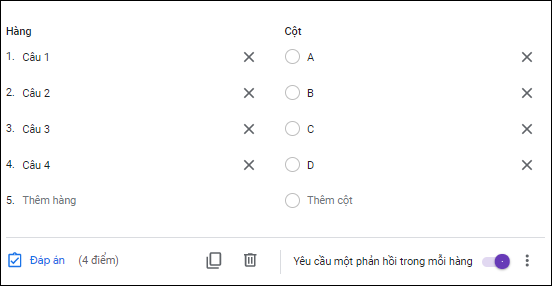 Hàng Cột
1. Câu 1 A
2. Câu 2 B
3. Câu 3 C
4. Câu 4 D
5. Thêm hàng Thêm cột
Đáp án (4 điểm) Yêu cầu một phản hồi trong mỗi hàng